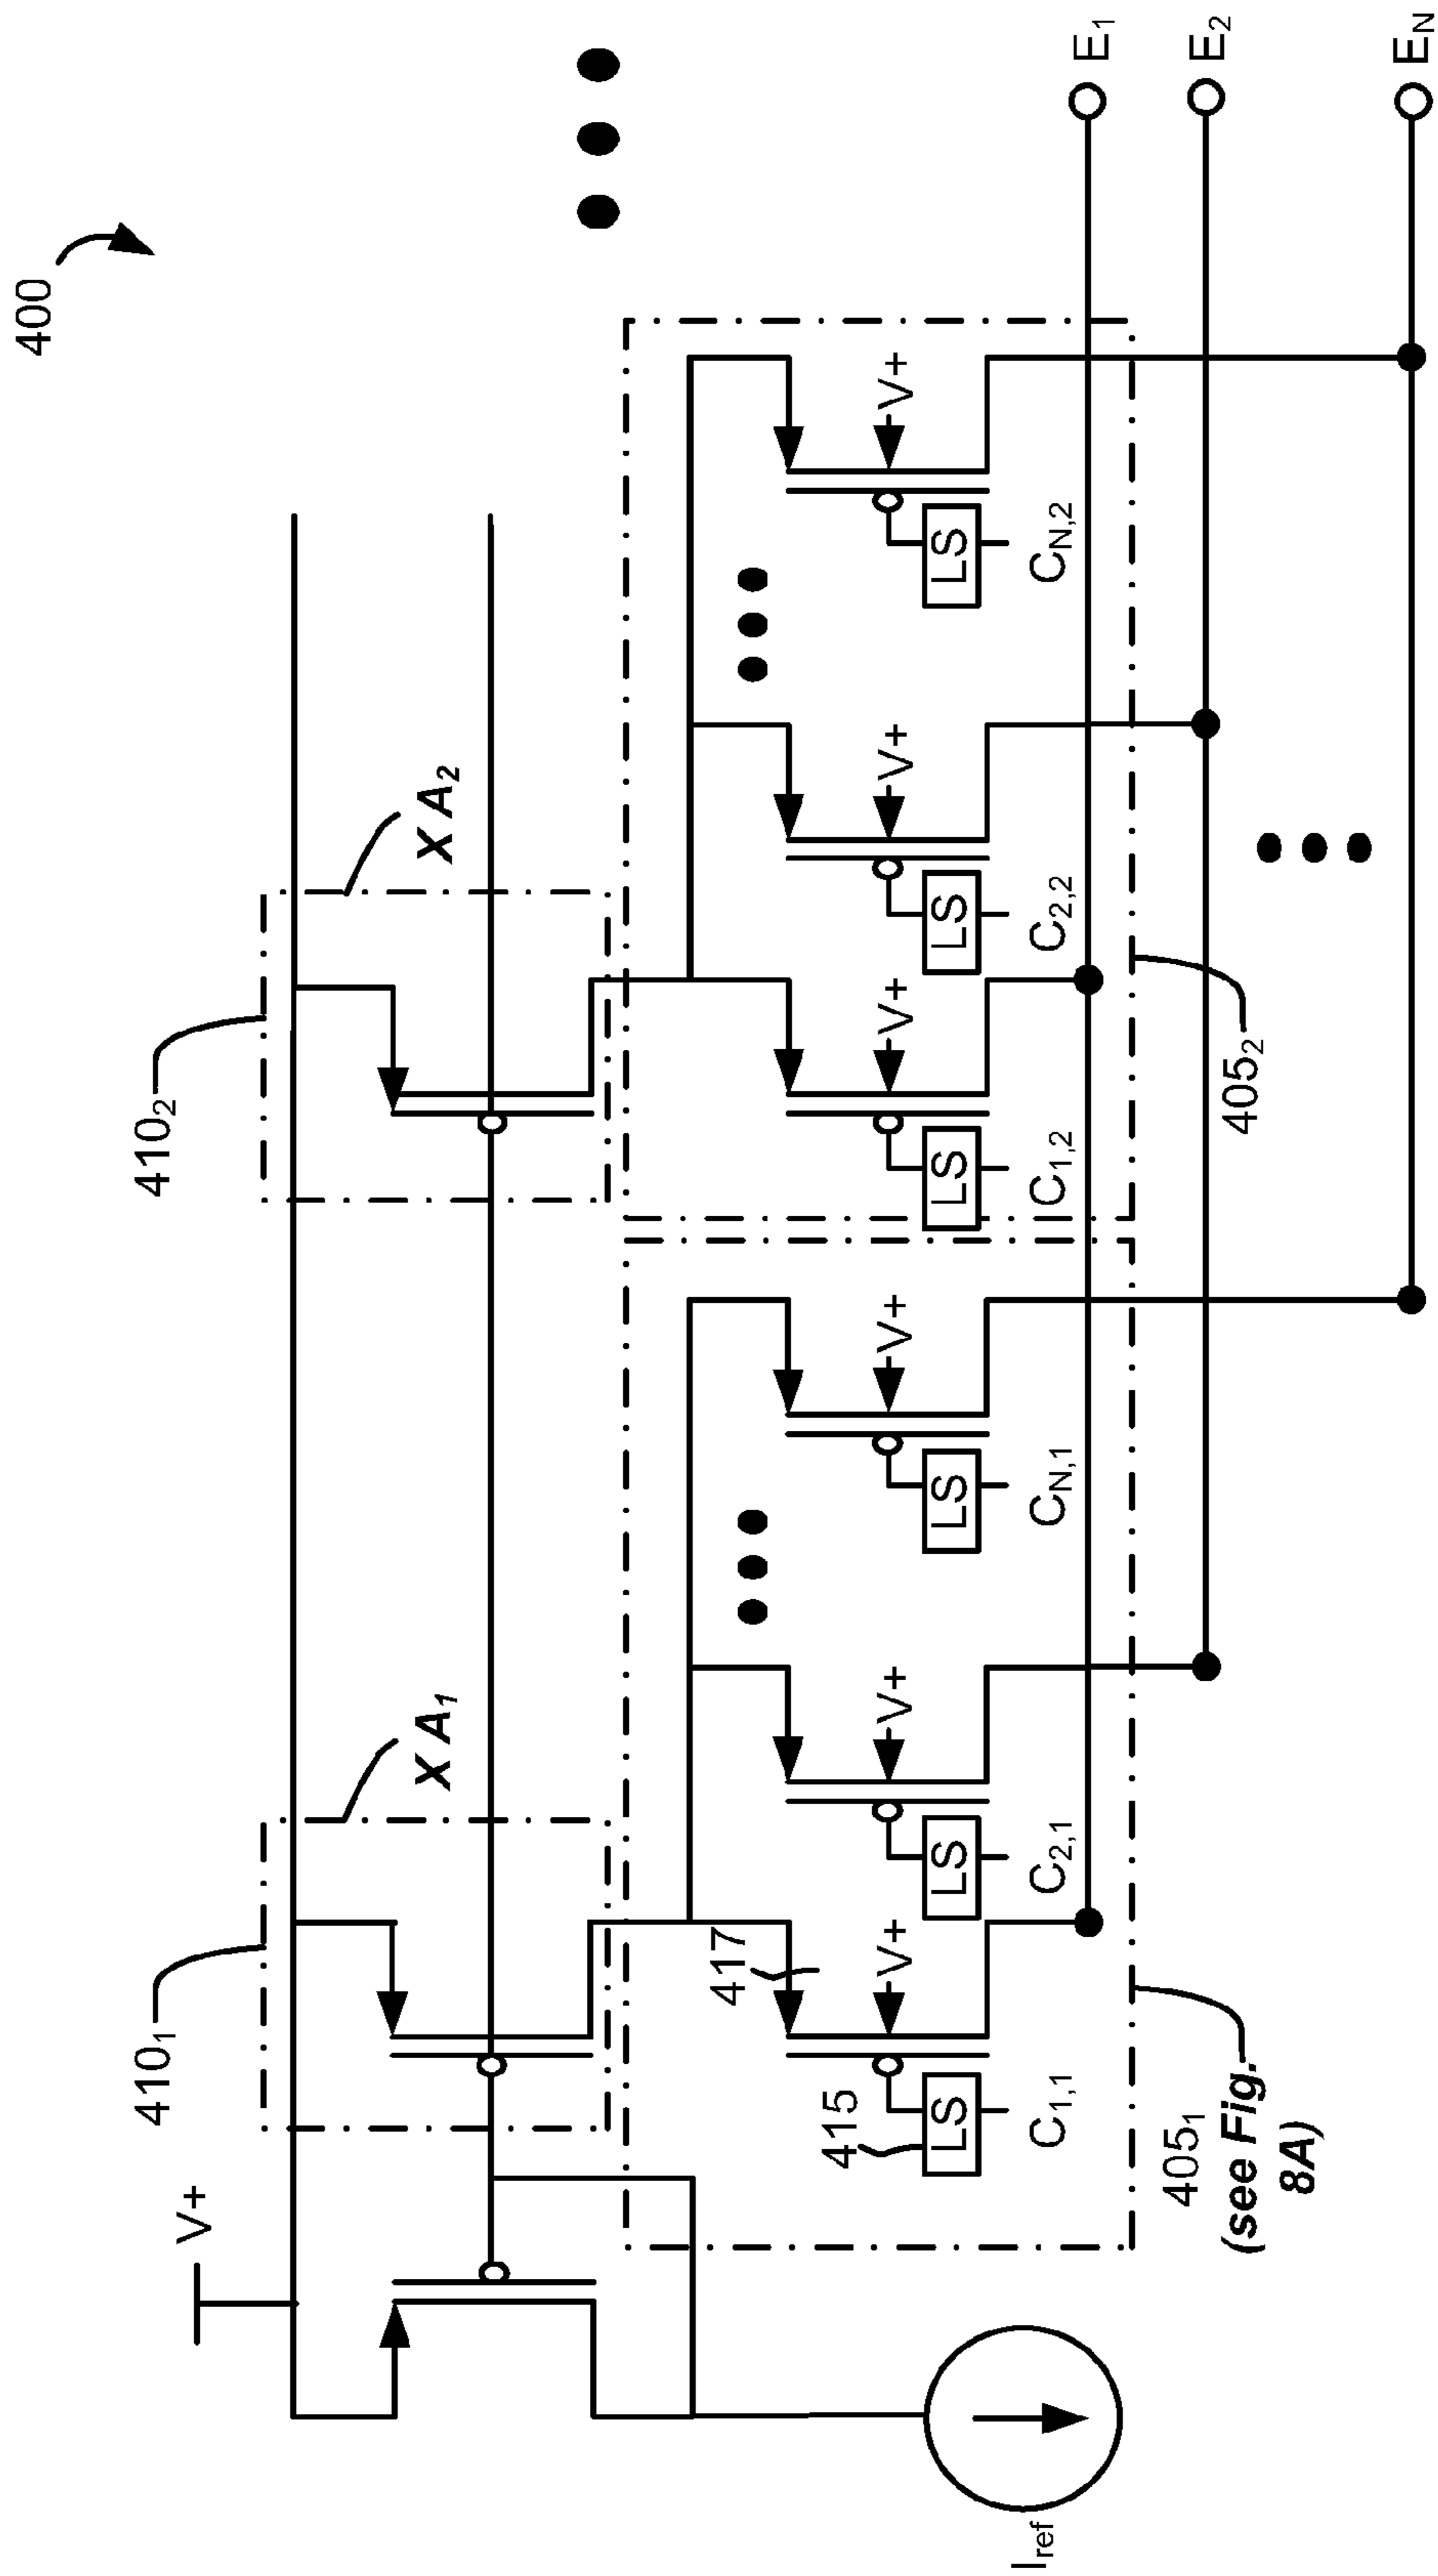 400
410₁
410₂
V+
X A₁
X A₂
417
415
LS
V+
C₁,₁
LS
V+
C₂,₁
LS
V+
C_N,₁
LS
V+
C₁,₂
LS
V+
C₂,₂
LS
V+
C_N,₂
E₁
E₂
E_N
I_ref
405₁
(see Fig.
8A)
405₂